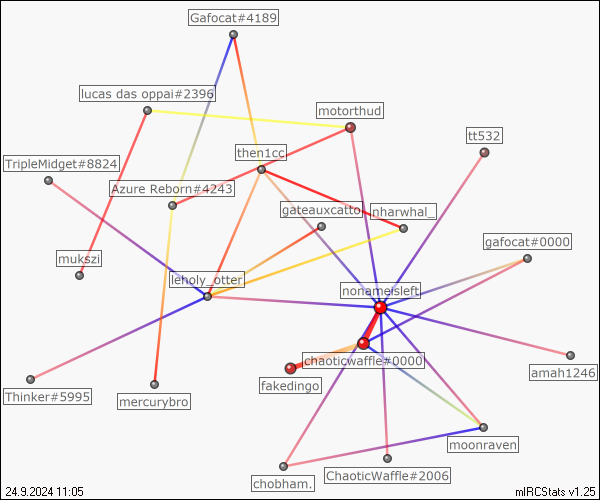 Gafocat#4189
lucas das oppai#2396
motorthud
tt532
then1cc
TripleMidget#8824
Azure Reborn#4243
gateauxcatto
nharwhal_
gafocat#0000
mukszi
leholy_otter
nonameisleft
chaoticwaffle#0000
amah1246
fakedingo
Thinker#5995
mercurybro
moonraven
ChaoticWaffle#2006
chobham.
24.9.2024 11:05
mIRCStats v1.25